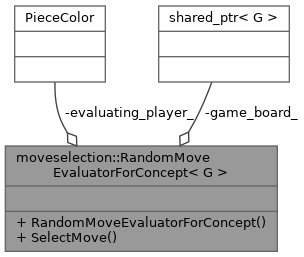 PieceColor
shared_ptr< G >
-evaluating_player_
-game_board_
moveselection::RandomMove
EvaluatorForConcept< G >
+ RandomMoveEvaluatorForConcept()
+ SelectMove()